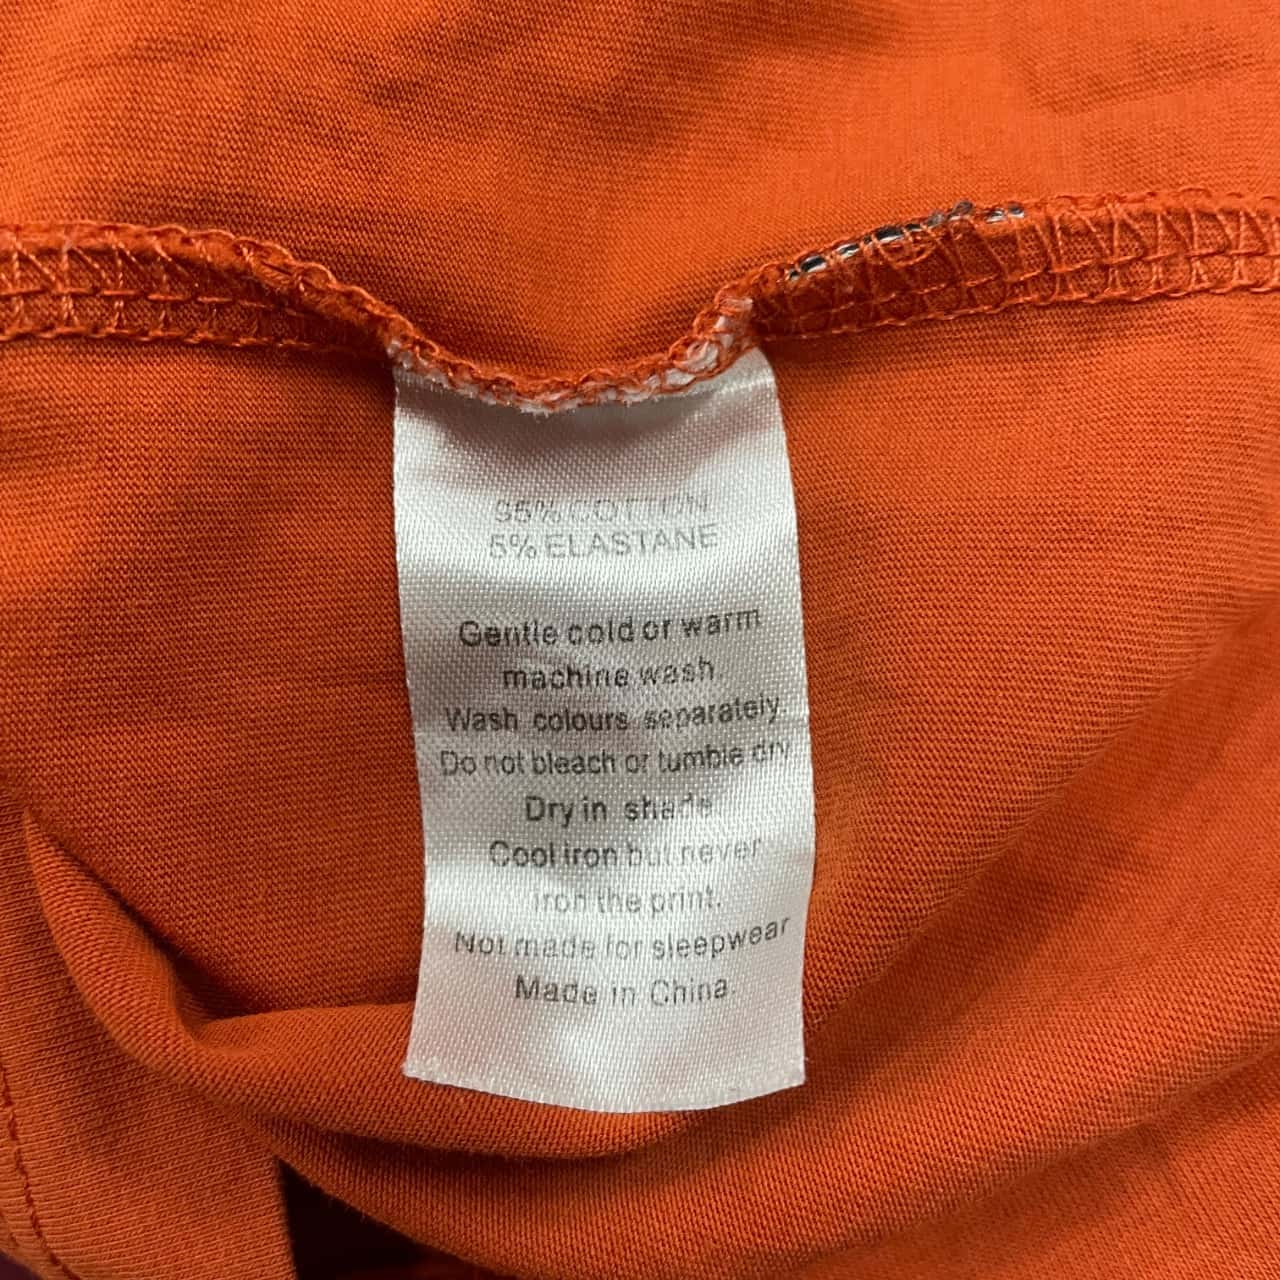 95% COTTON
5% ELASTANE
Gentle cold or warm
machine wash.
Wash colours separately.
Do not bleach or tumble dry
Dry in shade.
Cool iron but never
iron the print.
Not made for sleepwear
Made in China.